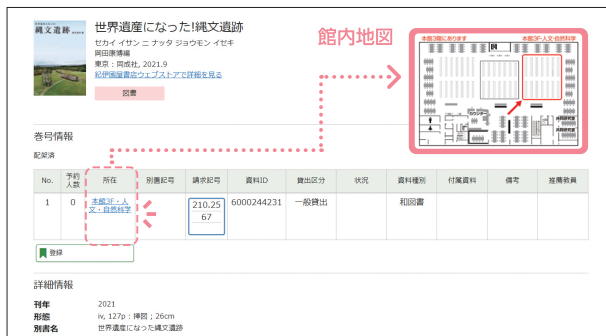 縄文遺跡
世界遺産になった!縄文遺跡
セカイ イサン ニ ナッタ ジョウモン イセキ
岡田康博編
東京 : 同成社, 2021.9
紀伊國屋書店ウェブストアで詳細を見る
図書
館内地図
本館3階にあります
本館3F-人文・自然科学
カウンター
巻号情報
配架済
No. 予約人数 所在 別置記号 請求記号 資料ID 貸出区分 状況 資料種別 付属資料 備考 推薦教員
1 0 本館3F・人文・自然科学 210.25 67 6000244231 一般貸出 和図書
登録
詳細情報
刊年 2021
形態 iv, 127p : 挿図 ; 26cm
別書名 世界遺産になった縄文遺跡